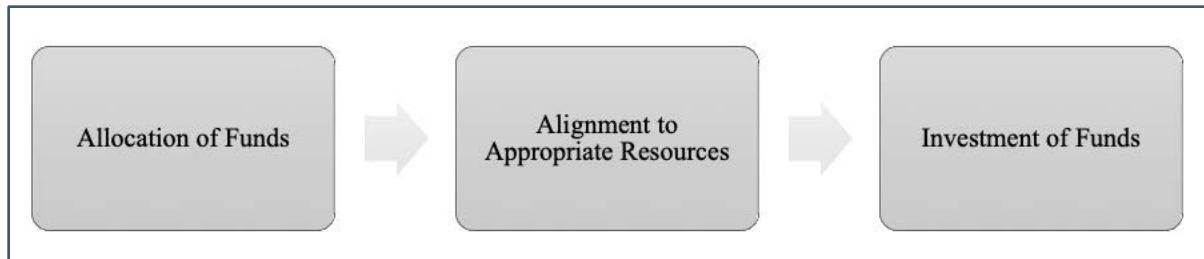 Allocation of Funds
Alignment to
Appropriate Resources
Investment of Funds